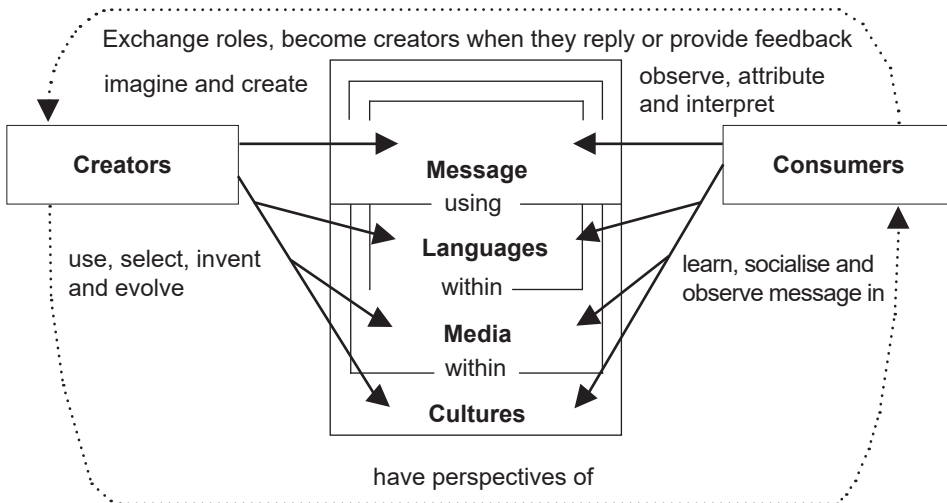 Exchange roles, become creators when they reply or provide feedback
imagine and create
observe, attribute
and interpret
Creators
Message
Consumers
using
Languages
use, select, invent
and evolve
learn, socialise and
observe message in
within
Media
within
Cultures
have perspectives of